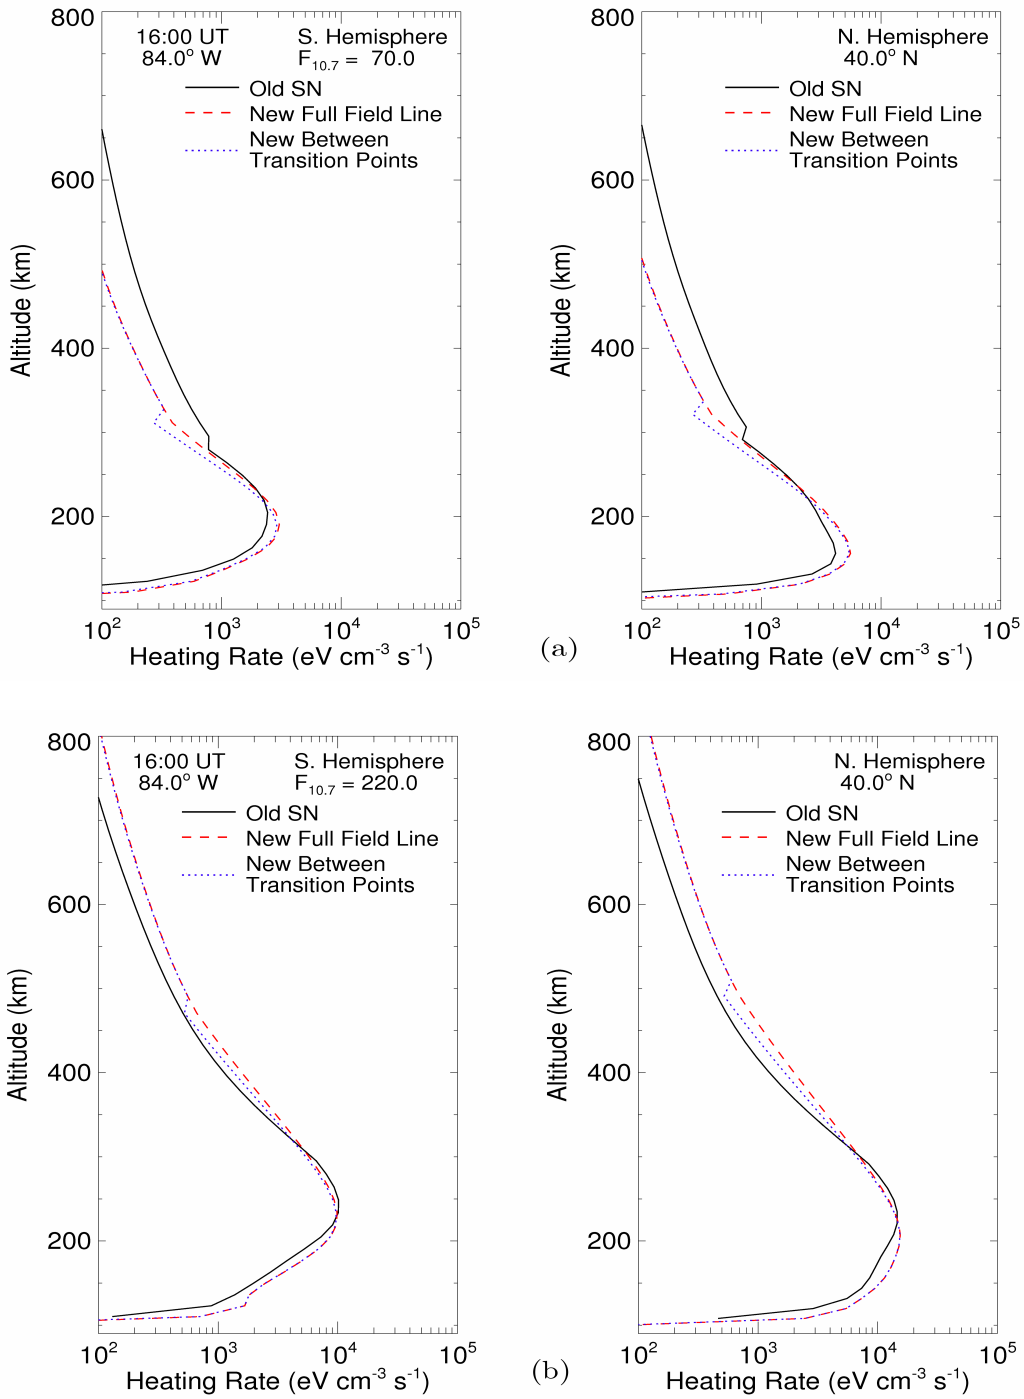 800
16:00 UT S. Hemisphere
84.0° W F10.7 = 70.0
Old SN
New Full Field Line
New Between
Transition Points
600
400
200
Altitude (km)
10² 10³ 10⁴ 10⁵
Heating Rate (eV cm⁻³ s⁻¹)
800
N. Hemisphere
40.0° N
Old SN
New Full Field Line
New Between
Transition Points
600
400
200
Altitude (km)
10² 10³ 10⁴ 10⁵
Heating Rate (eV cm⁻³ s⁻¹)
(a)
800
16:00 UT S. Hemisphere
84.0° W F10.7 = 220.0
Old SN
New Full Field Line
New Between
Transition Points
600
400
200
Altitude (km)
10² 10³ 10⁴ 10⁵
Heating Rate (eV cm⁻³ s⁻¹)
800
N. Hemisphere
40.0° N
Old SN
New Full Field Line
New Between
Transition Points
600
400
200
Altitude (km)
10² 10³ 10⁴ 10⁵
Heating Rate (eV cm⁻³ s⁻¹)
(b)